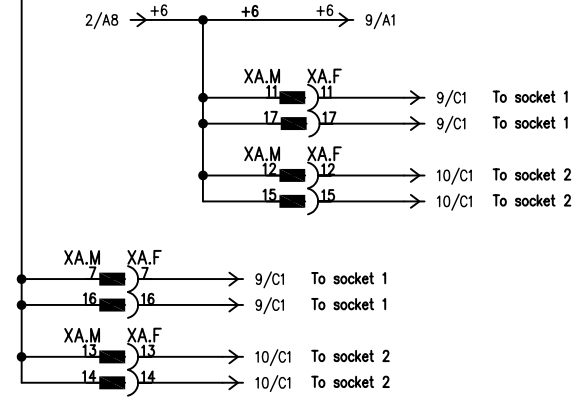 2/A8 +6 +6 +6 9/A1
XA.M XA.F
11 11 9/C1 To socket 1
17 17 9/C1 To socket 1
XA.M XA.F
12 12 10/C1 To socket 2
15 15 10/C1 To socket 2
XA.M XA.F
7 7 9/C1 To socket 1
16 16 9/C1 To socket 1
XA.M XA.F
13 13 10/C1 To socket 2
14 14 10/C1 To socket 2